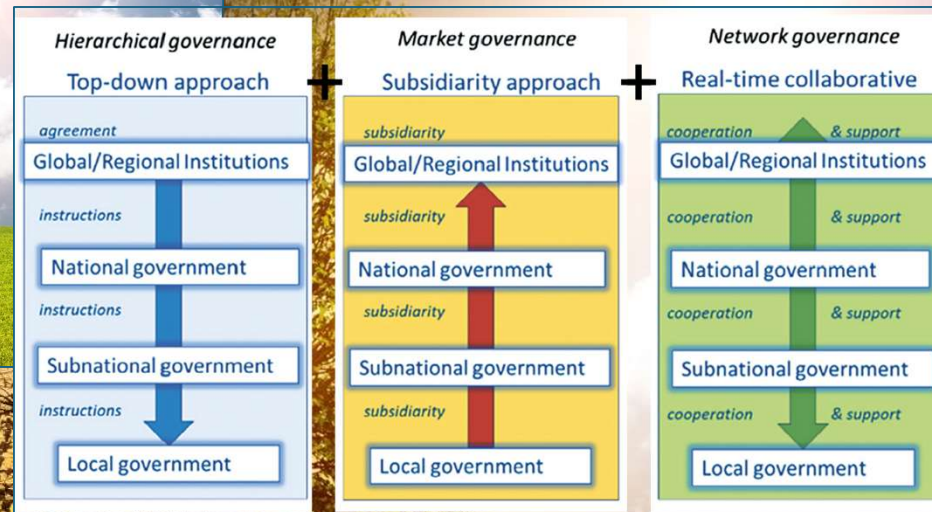 Hierarchical governance
Top-down approach
agreement
Global/Regional Institutions
instructions
National government
instructions
Subnational government
instructions
Local government
+
Market governance
Subsidiarity approach
subsidiarity
Global/Regional Institutions
subsidiarity
National government
subsidiarity
Subnational government
subsidiarity
Local government
+
Network governance
Real-time collaborative
cooperation & support
Global/Regional Institutions
cooperation & support
National government
cooperation & support
Subnational government
cooperation & support
Local government